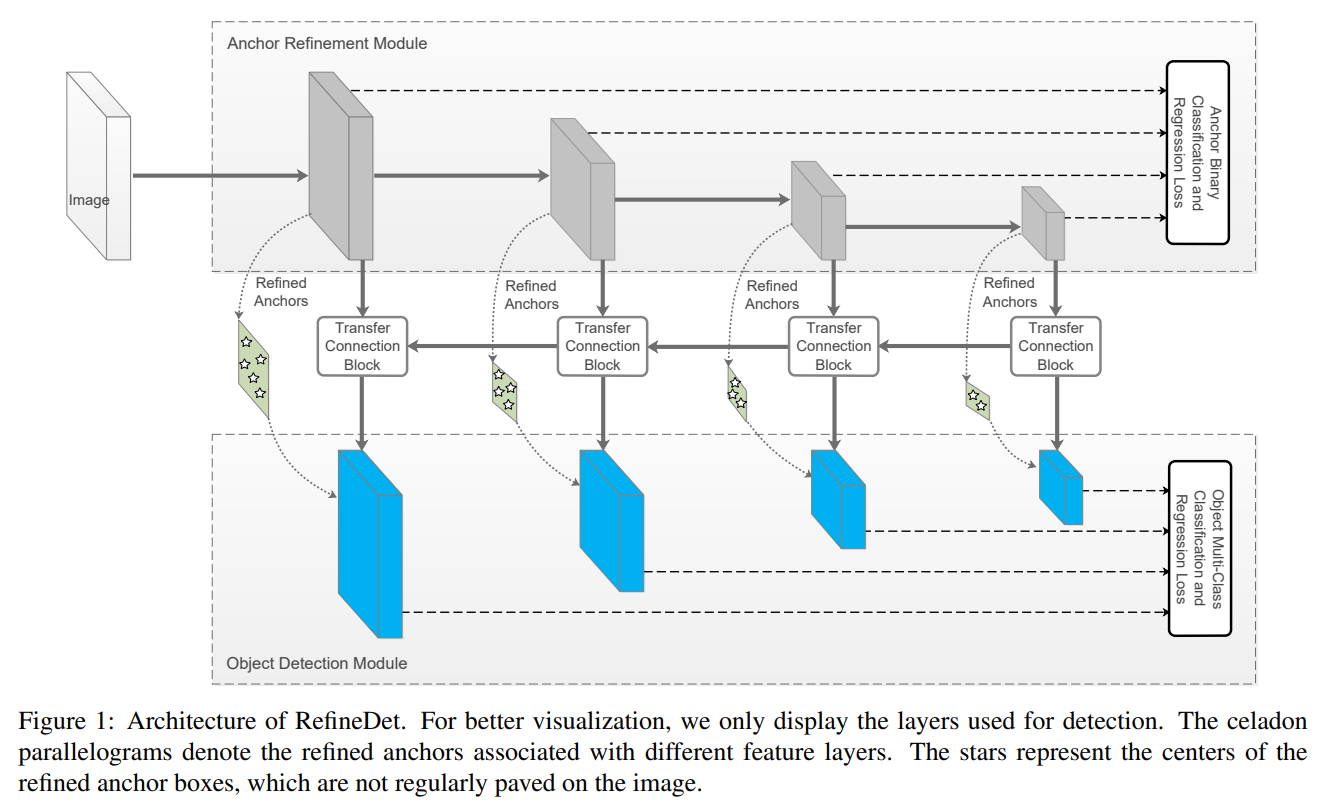 Anchor Refinement Module
Image
Anchor Binary
Classification and
Regression Loss
Refined
Anchors
Refined
Anchors
Refined
Anchors
Refined
Anchors
Transfer
Connection
Block
Transfer
Connection
Block
Transfer
Connection
Block
Transfer
Connection
Block
Object Multi-Class
Classification and
Regression Loss
Object Detection Module
Figure 1: Architecture of RefineDet. For better visualization, we only display the layers used for detection. The celadon
parallelograms denote the refined anchors associated with different feature layers. The stars represent the centers of the
refined anchor boxes, which are not regularly paved on the image.